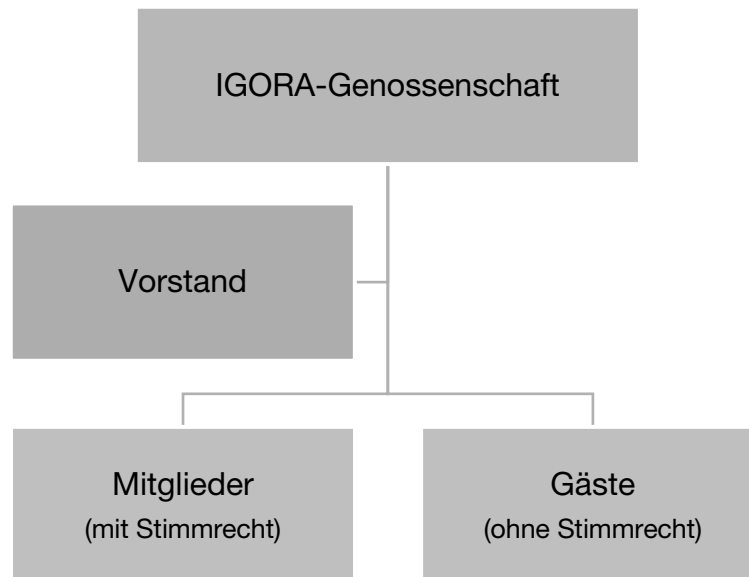 IGORA-Genossenschaft
Vorstand
Mitglieder
(mit Stimmrecht)
Gäste
(ohne Stimmrecht)